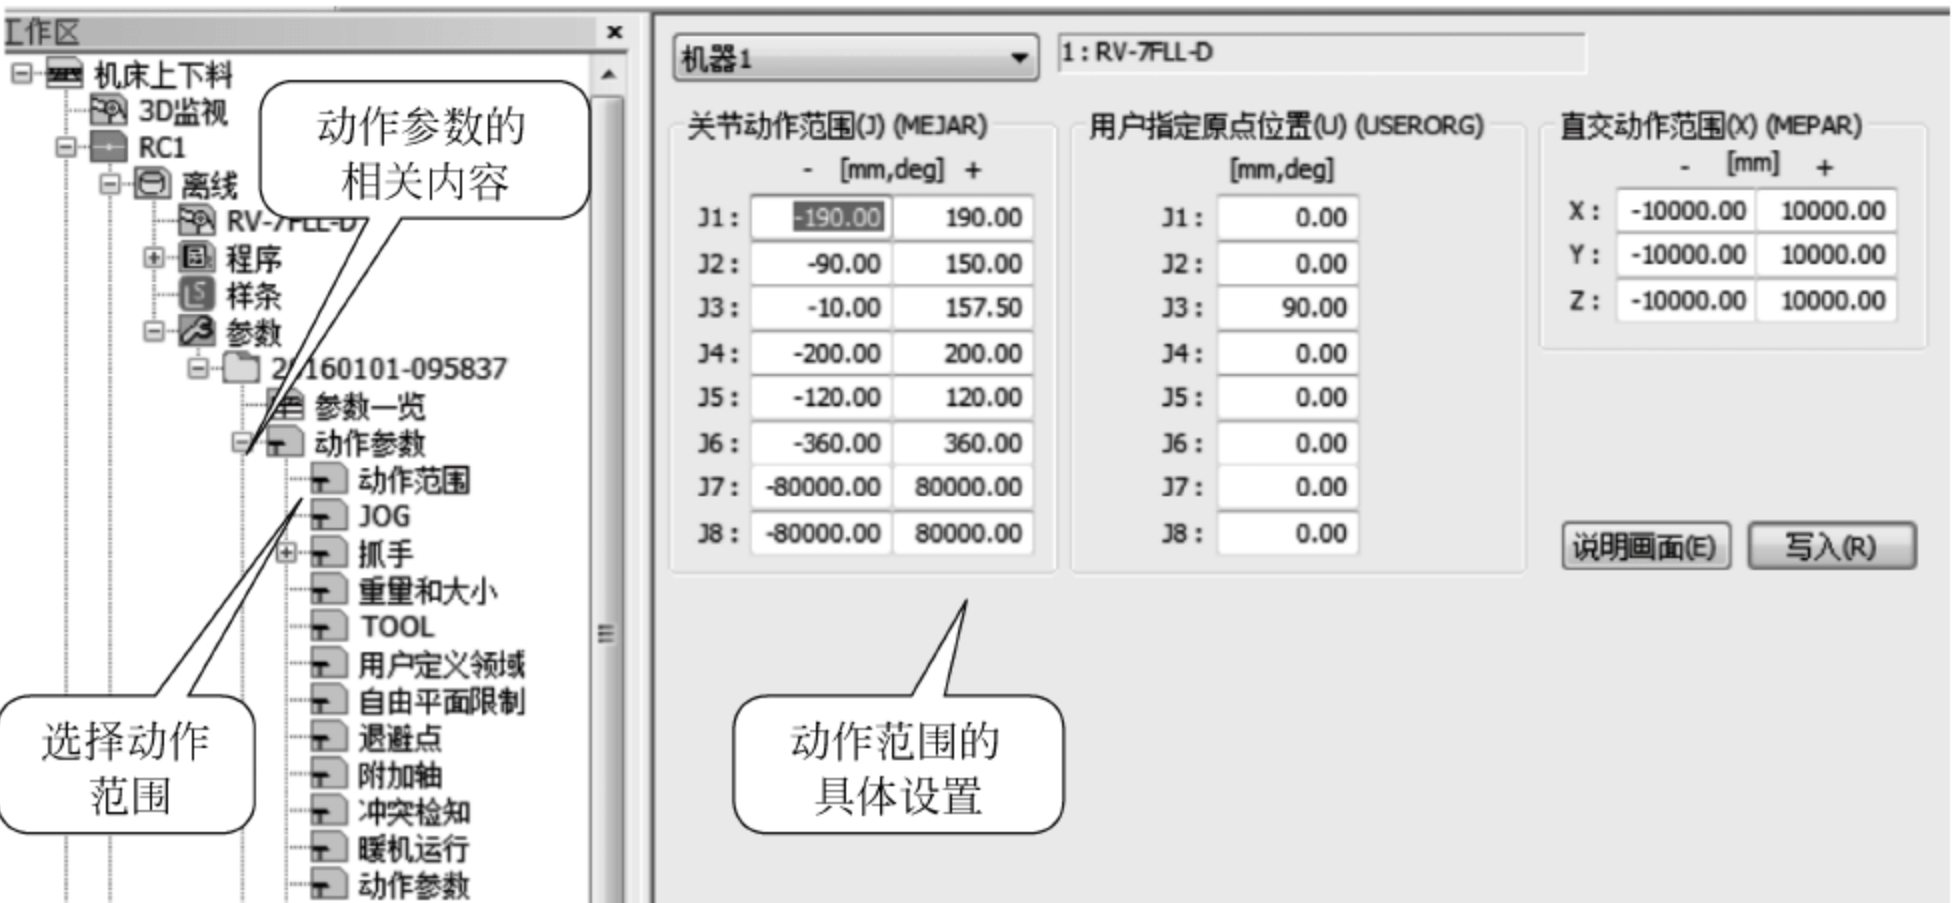 工作区
机床上下料
3D监视
RC1
离线
RV-7FLL-D
程序
样条
参数
20160101-095837
参数一览
动作参数
动作范围
JOG
抓手
重量和大小
TOOL
用户定义领域
自由平面限制
退避点
附加轴
冲突检知
暖机运行
动作参数
动作参数的
相关内容
选择动作
范围
机器1
1：RV-7FLL-D
关节动作范围(J) (MEJAR)
- [mm,deg] +
J1： -190.00 190.00
J2： -90.00 150.00
J3： -10.00 157.50
J4： -200.00 200.00
J5： -120.00 120.00
J6： -360.00 360.00
J7： -80000.00 80000.00
J8： -80000.00 80000.00
用户指定原点位置(U) (USERORG)
[mm,deg]
J1： 0.00
J2： 0.00
J3： 90.00
J4： 0.00
J5： 0.00
J6： 0.00
J7： 0.00
J8： 0.00
直交动作范围(X) (MEPAR)
- [mm] +
X： -10000.00 10000.00
Y： -10000.00 10000.00
Z： -10000.00 10000.00
说明画面(E) 写入(R)
动作范围的
具体设置